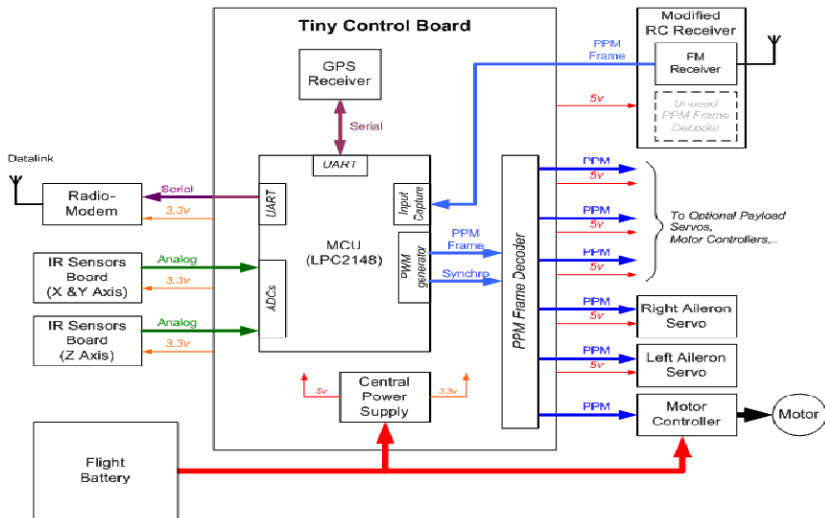 Tiny Control Board
Modified
RC Receiver
FM
Receiver
Unused
PPM Frame
Decoder
PPM
Frame
5v
GPS
Receiver
Serial
UART
Datalink
Radio-
Modem
Serial
3.3v
UART
MCU
(LPC2148)
Input
Capture
PWM
generator
ADCs
PPM
Frame
Synchro
PPM Frame Decoder
IR Sensors
Board
(X &Y Axis)
Analog
3.3v
IR Sensors
Board
(Z Axis)
Analog
3.3v
PPM
5v
PPM
5v
PPM
5v
To Optional Payload
Servos,
Motor Controllers,..
PPM
5v
Right Aileron
Servo
PPM
5v
Left Aileron
Servo
PPM
Motor
Controller
Motor
5v
Central
Power
Supply
3.3v
Flight
Battery